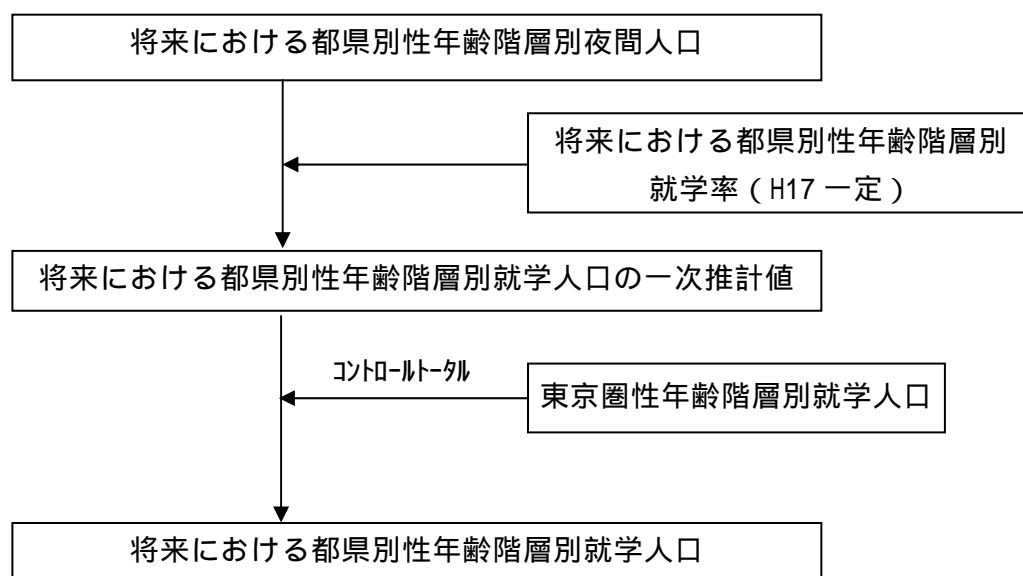 将来における都県別性年齢階層別夜間人口
将来における都県別性年齢階層別
就学率（H17 一定）
将来における都県別性年齢階層別就学人口の一次推計値
ｺﾝﾄﾛｰﾙﾄｰﾀﾙ
東京圏性年齢階層別就学人口
将来における都県別性年齢階層別就学人口